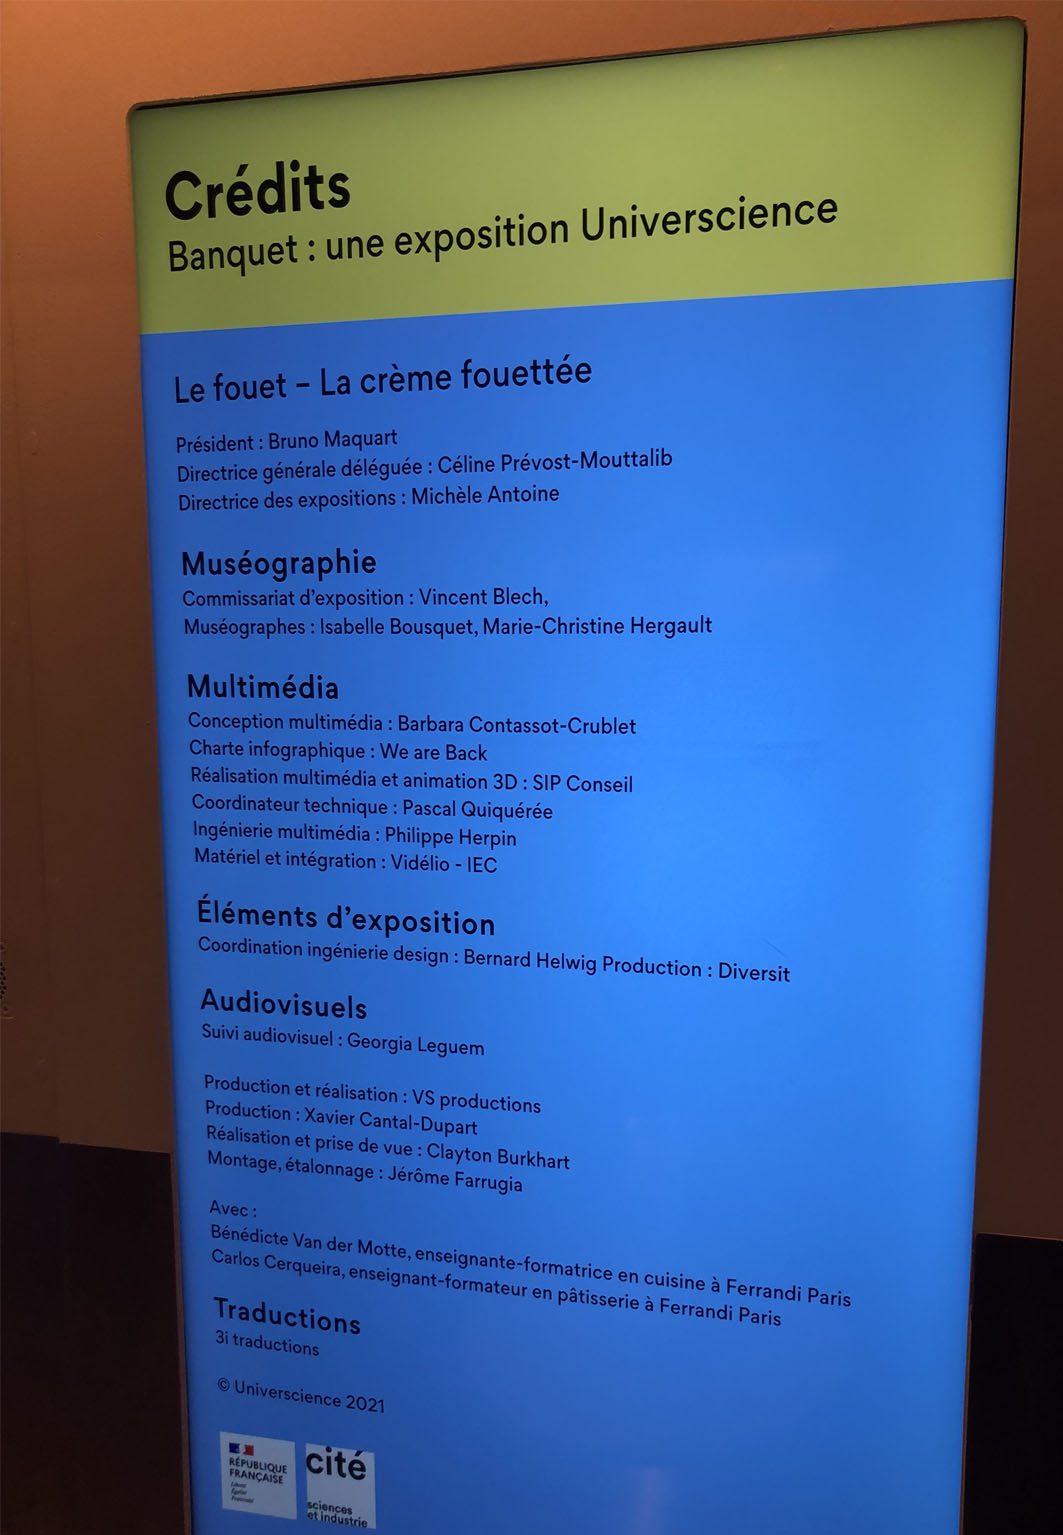 Crédits
Banquet : une exposition Universcience
Le fouet – La crème fouettée
Président : Bruno Maquart
Directrice générale déléguée : Céline Prévost-Mouttalib
Directrice des expositions : Michèle Antoine
Muséographie
Commissariat d'exposition : Vincent Blech,
Muséographes : Isabelle Bousquet, Marie-Christine Hergault
Multimédia
Conception multimédia : Barbara Contassot-Crublet
Charte infographique : We are Back
Réalisation multimédia et animation 3D : SIP Conseil
Coordinateur technique : Pascal Quiquérée
Ingénierie multimédia : Philippe Herpin
Matériel et intégration : Vidélio - IEC
Éléments d'exposition
Coordination ingénierie design : Bernard Helwig Production : Diversit
Audiovisuels
Suivi audiovisuel : Georgia Leguem
Production et réalisation : VS productions
Production : Xavier Cantal-Dupart
Réalisation et prise de vue : Clayton Burkhart
Montage, étalonnage : Jérôme Farrugia
Avec :
Bénédicte Van der Motte, enseignante-formatrice en cuisine à Ferrandi Paris
Carlos Cerqueira, enseignant-formateur en pâtisserie à Ferrandi Paris
Traductions
3i traductions
© Universcience 2021
RÉPUBLIQUE
FRANÇAISE
Liberté
Égalité
Fraternité
cité
sciences
et industrie